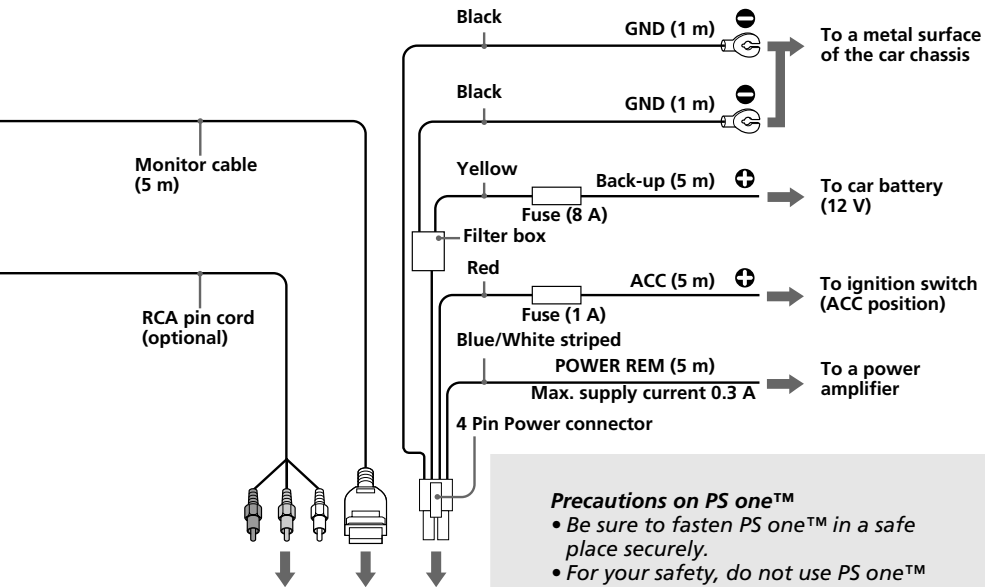 Black
GND (1 m)
To a metal surface
of the car chassis
Black
GND (1 m)
Monitor cable
(5 m)
Yellow
Back-up (5 m)
To car battery
(12 V)
Fuse (8 A)
Filter box
Red
ACC (5 m)
To ignition switch
(ACC position)
Fuse (1 A)
RCA pin cord
(optional)
Blue/White striped
POWER REM (5 m)
To a power
amplifier
Max. supply current 0.3 A
4 Pin Power connector
Precautions on PS one™
• Be sure to fasten PS one™ in a safe
place securely.
• For your safety, do not use PS one™